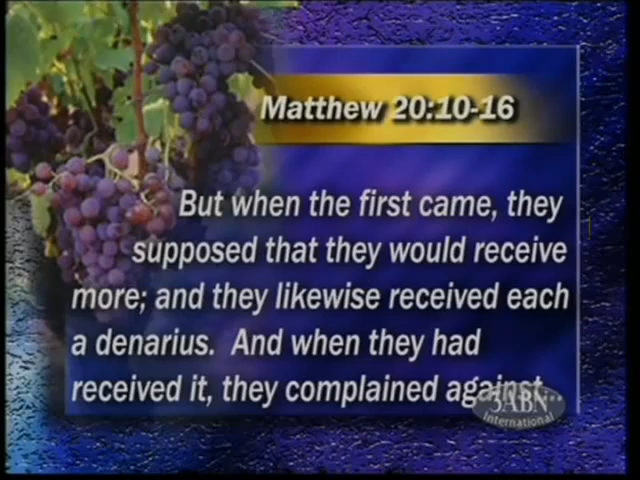 Matthew 20:10-16
But when the first came, they
supposed that they would receive
more; and they likewise received each
a denarius. And when they had
received it, they complained against...
3ABN
International